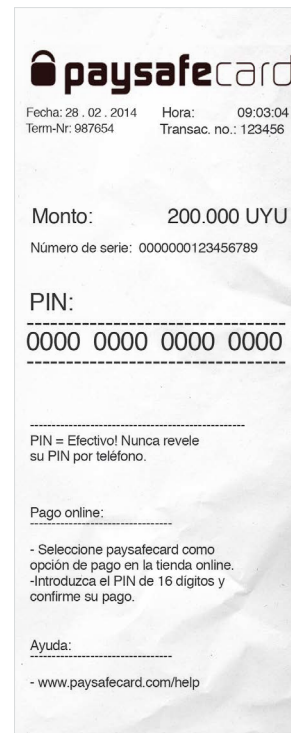 paysafecard
Fecha: 28 . 02 . 2014 Hora: 09:03:04
Term-Nr: 987654 Transac. no.: 123456
Monto: 200.000 UYU
Número de serie: 0000000123456789
PIN:
0000 0000 0000 0000
PIN = Efectivo! Nunca revele
su PIN por teléfono.
Pago online:
- Seleccione paysafecard como
opción de pago en la tienda online.
-Introduzca el PIN de 16 dígitos y
confirme su pago.
Ayuda:
- www.paysafecard.com/help